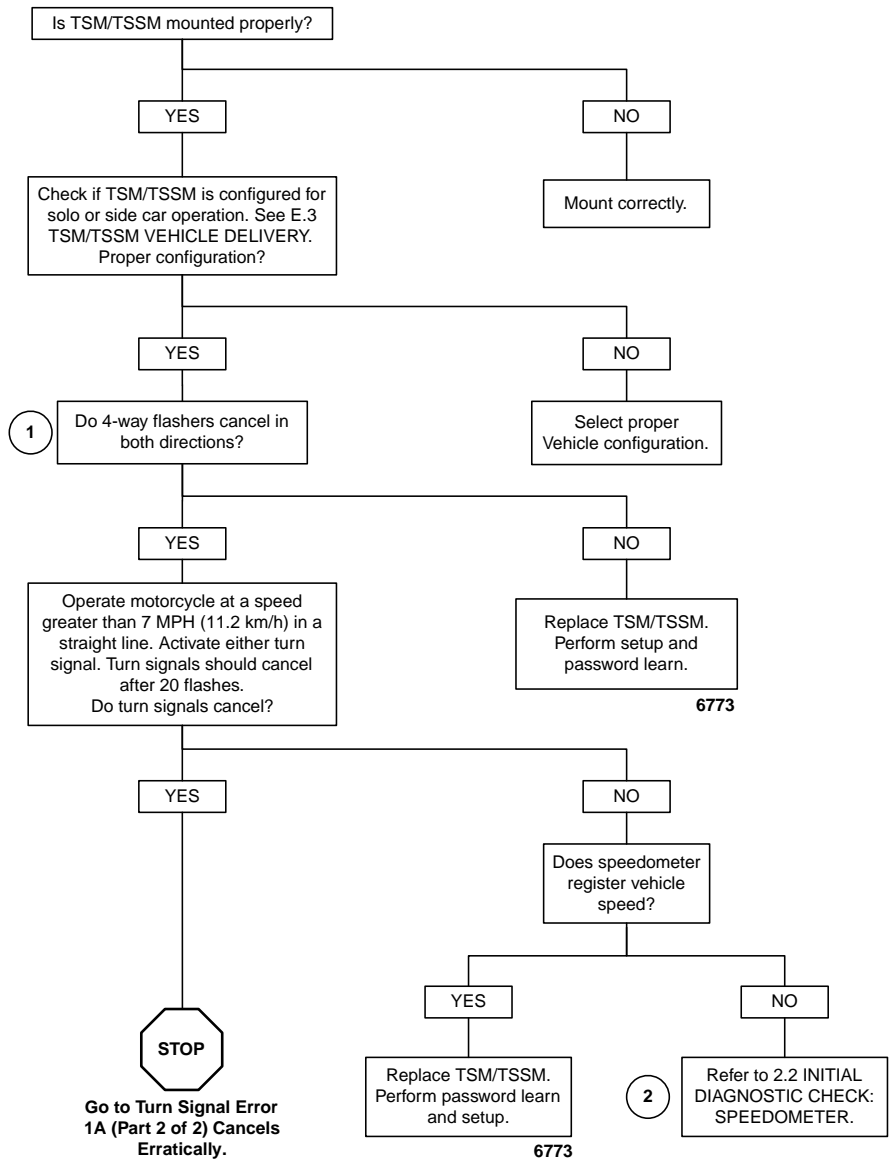 Is TSM/TSSM mounted properly?
YES
NO
Check if TSM/TSSM is configured for
solo or side car operation. See E.3
TSM/TSSM VEHICLE DELIVERY.
Proper configuration?
Mount correctly.
YES
NO
1
Do 4-way flashers cancel in
both directions?
Select proper
Vehicle configuration.
YES
NO
Operate motorcycle at a speed
greater than 7 MPH (11.2 km/h) in a
straight line. Activate either turn
signal. Turn signals should cancel
after 20 flashes.
Do turn signals cancel?
Replace TSM/TSSM.
Perform setup and
password learn.
6773
YES
NO
Does speedometer
register vehicle
speed?
YES
NO
STOP
Go to Turn Signal Error
1A (Part 2 of 2) Cancels
Erratically.
Replace TSM/TSSM.
Perform password learn
and setup.
6773
2
Refer to 2.2 INITIAL
DIAGNOSTIC CHECK:
SPEEDOMETER.